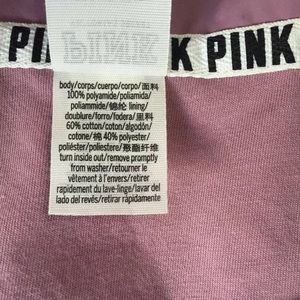 PINK PINK
body/corps/cuerpo/corpo/面料
100% polyamide/poliamida/
poliammide/锦纶 lining/
doublure/forro/fodera/里料
60% cotton/coton/algodón/
cotone/棉 40% polyester/
poliéster/poliestere/聚酯纤维
turn inside out/remove promptly
from washer/retourner le
vêtement à l'envers/retirer
rapidement du lave-linge/lavar del
lado del revés/retirar rápidamente